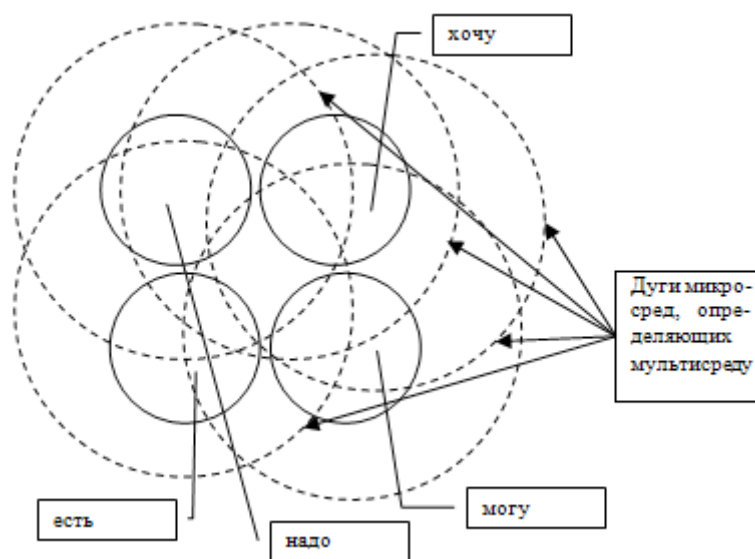 хочу
Дуги микро-
сред, опре-
деляющих
мультисреду
есть
надо
могу